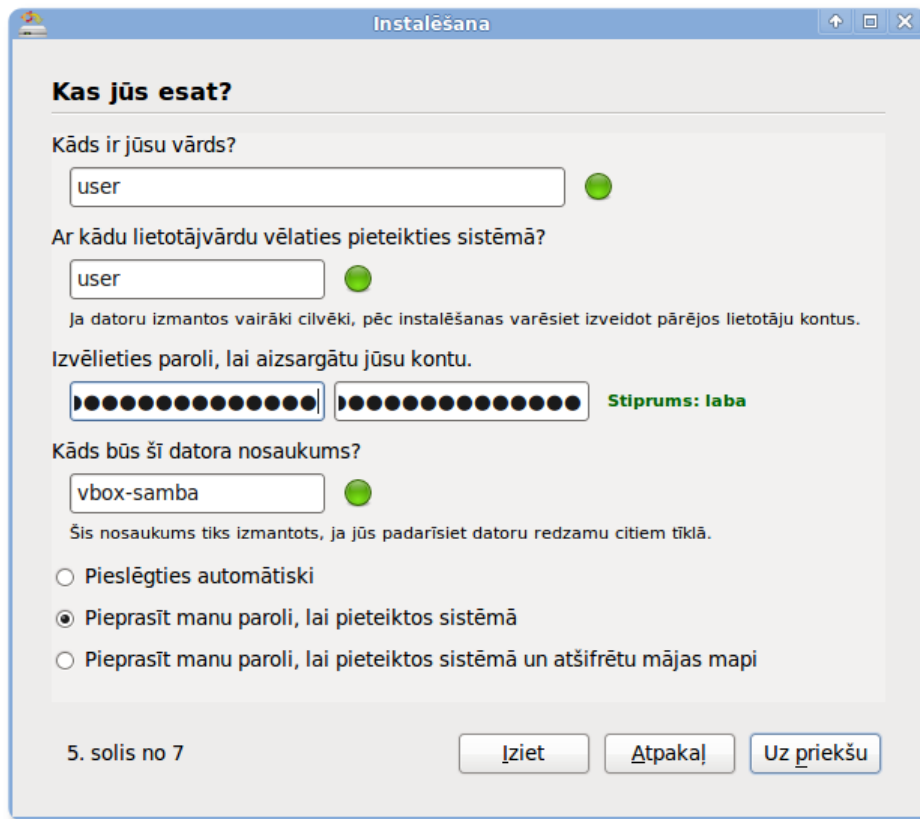 Instalēšana
Kas jūs esat?
Kāds ir jūsu vārds?
user
Ar kādu lietotājvārdu vēlaties pieteikties sistēmā?
user
Ja datoru izmantos vairāki cilvēki, pēc instalēšanas varēsiet izveidot pārējos lietotāju kontus.
Izvēlieties paroli, lai aizsargātu jūsu kontu.
Stiprums: laba
Kāds būs šī datora nosaukums?
vbox-samba
Šis nosaukums tiks izmantots, ja jūs padarīsiet datoru redzamu citiem tīklā.
Pieslēgties automātiski
Pieprasīt manu paroli, lai pieteiktos sistēmā
Pieprasīt manu paroli, lai pieteiktos sistēmā un atšifrētu mājas mapi
5. solis no 7 Iziet Atpakaļ Uz priekšu